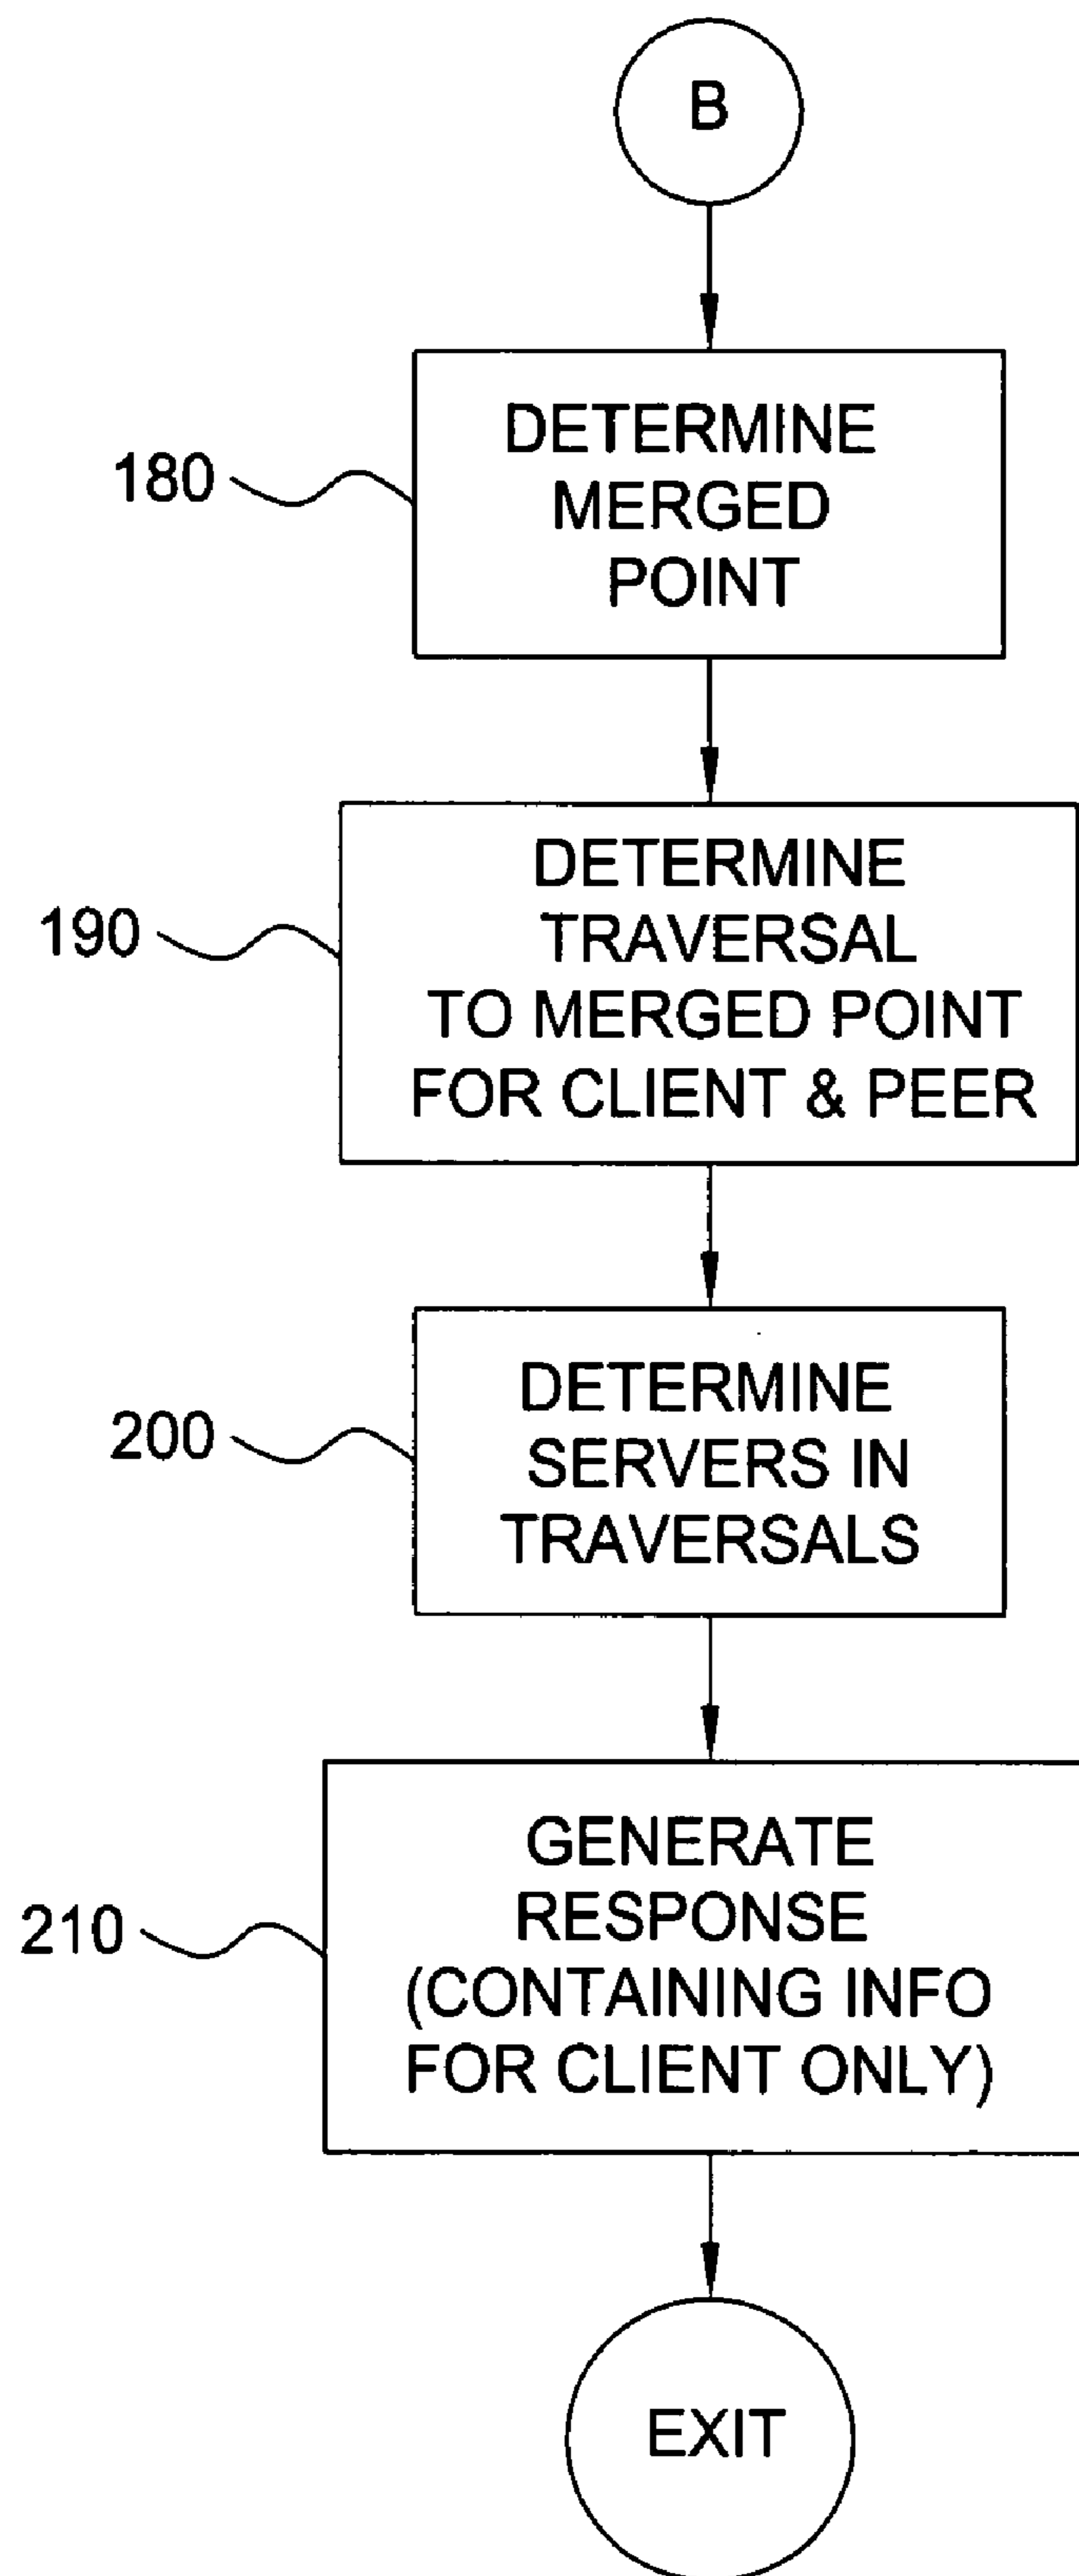 B
180
DETERMINE
MERGED
POINT
190
DETERMINE
TRAVERSAL
TO MERGED POINT
FOR CLIENT & PEER
200
DETERMINE
SERVERS IN
TRAVERSALS
210
GENERATE
RESPONSE
(CONTAINING INFO
FOR CLIENT ONLY)
EXIT